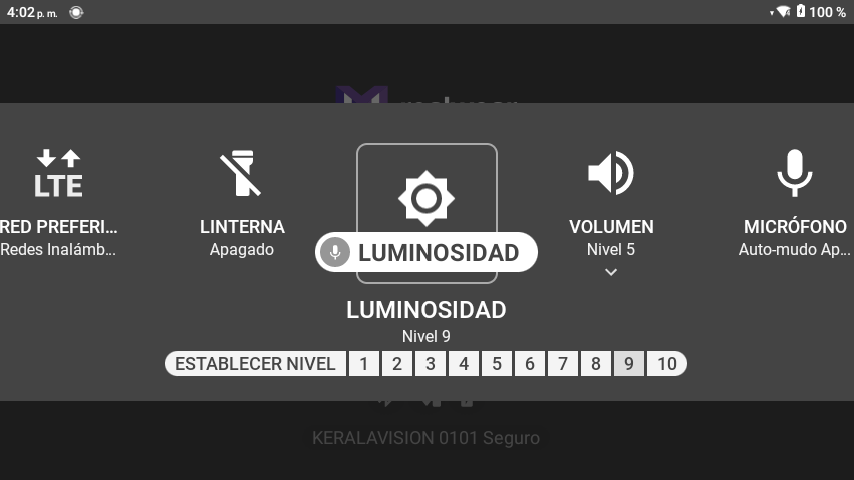 4:02 p. m.
100 %
LTE
RED PREFERI...
Redes Inalámb...
LINTERNA
Apagado
LUMINOSIDAD
VOLUMEN
Nivel 5
MICRÓFONO
Auto-mudo Ap...
LUMINOSIDAD
Nivel 9
ESTABLECER NIVEL 1 2 3 4 5 6 7 8 9 10
KERALAVISION 0101 Seguro